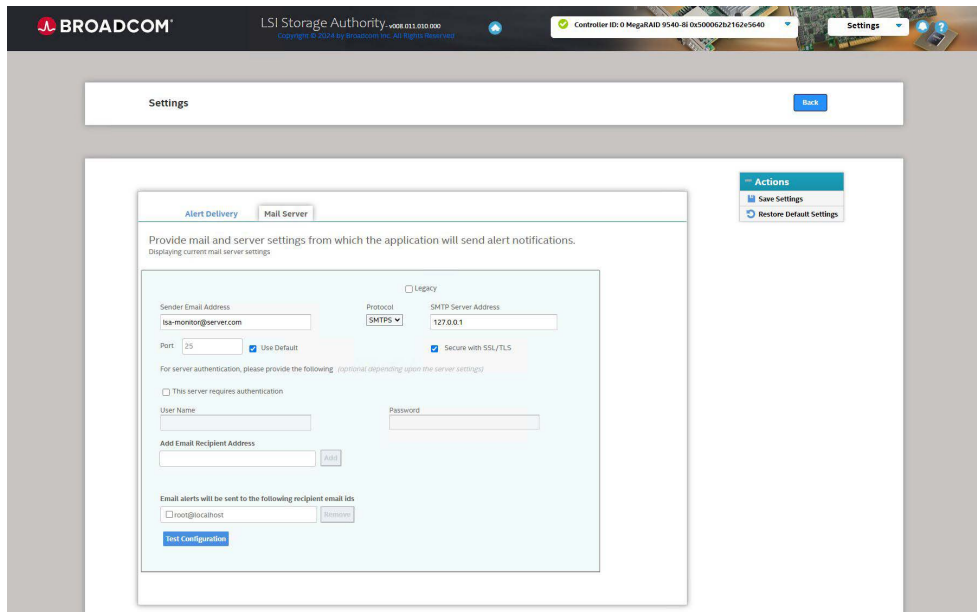 BROADCOM®
LSI Storage Authority v008.011.010.000
Copyright © 2024 by Broadcom Inc. All Rights Reserved
Controller ID: 0 MegaRAID 9540-8i 0x500062b2162e5640
Settings
?
Settings
Back
Actions
Save Settings
Restore Default Settings
Alert Delivery
Mail Server
Provide mail and server settings from which the application will send alert notifications.
Displaying current mail server settings
Legacy
Sender Email Address
Protocol
SMTP Server Address
lsa-monitor@server.com
SMTPS
127.0.0.1
Port
25
Use Default
Secure with SSL/TLS
For server authentication, please provide the following (optional depending upon the server settings)
This server requires authentication
User Name
Password
Add Email Recipient Address
Add
Email alerts will be sent to the following recipient email ids
root@localhost
Remove
Test Configuration